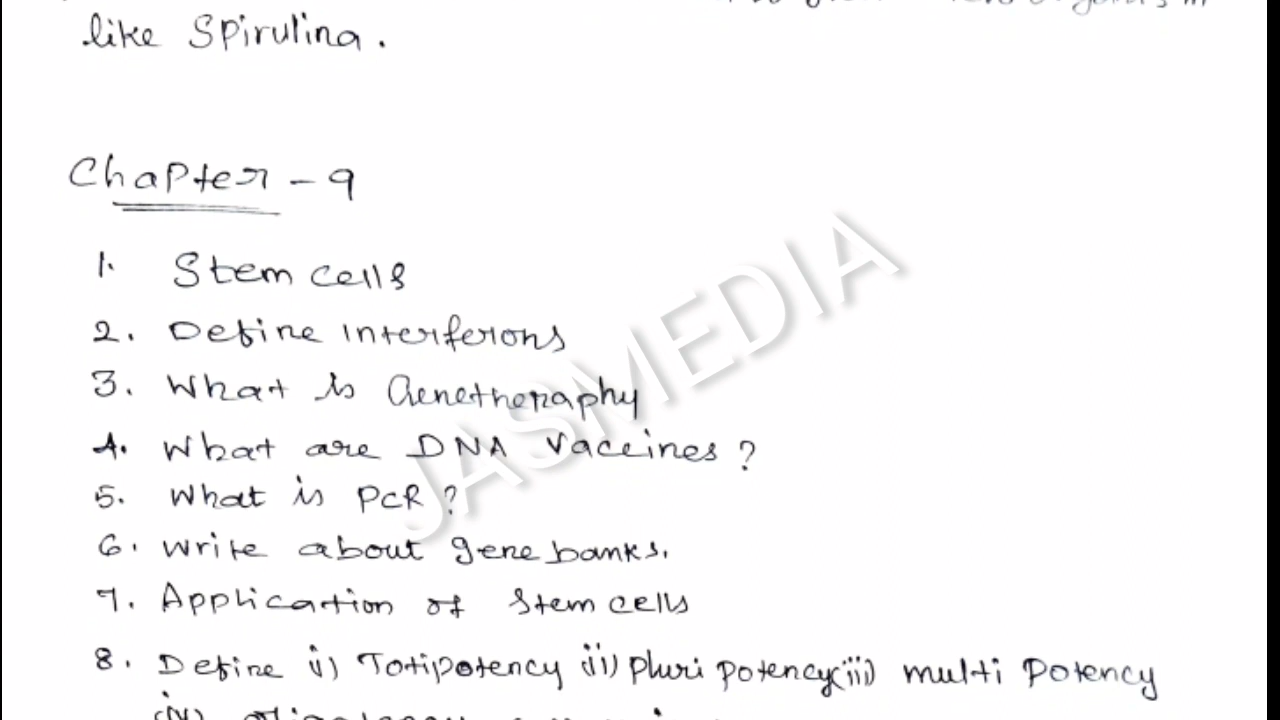 like Spirulina.
Chapter - 9
1. Stem cells
2. Define Interferons
3. What is Genetheraphy
4. What are DNA Vaccines?
5. What is PCR?
6. Write about gene banks.
7. Application of Stem cells
8. Define i) Totipotency ii) Pluri potency (iii) multi Potency
JASMEDIA